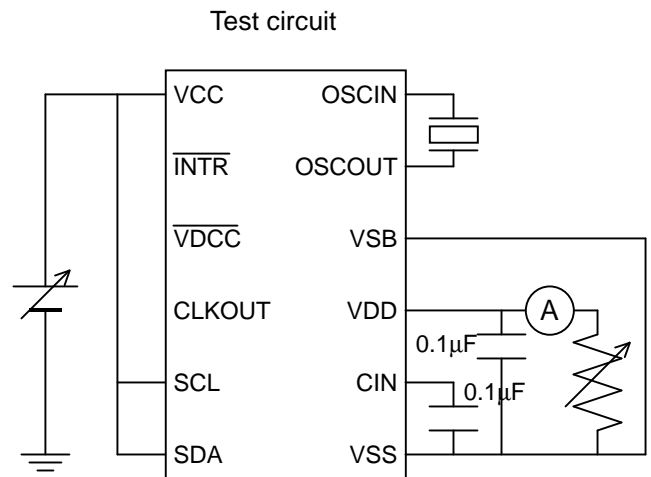 Test circuit
VCC OSCIN
INTR OSCOUT
VDCC VSB
CLKOUT VDD A
0.1μF
SCL CIN 0.1μF
SDA VSS